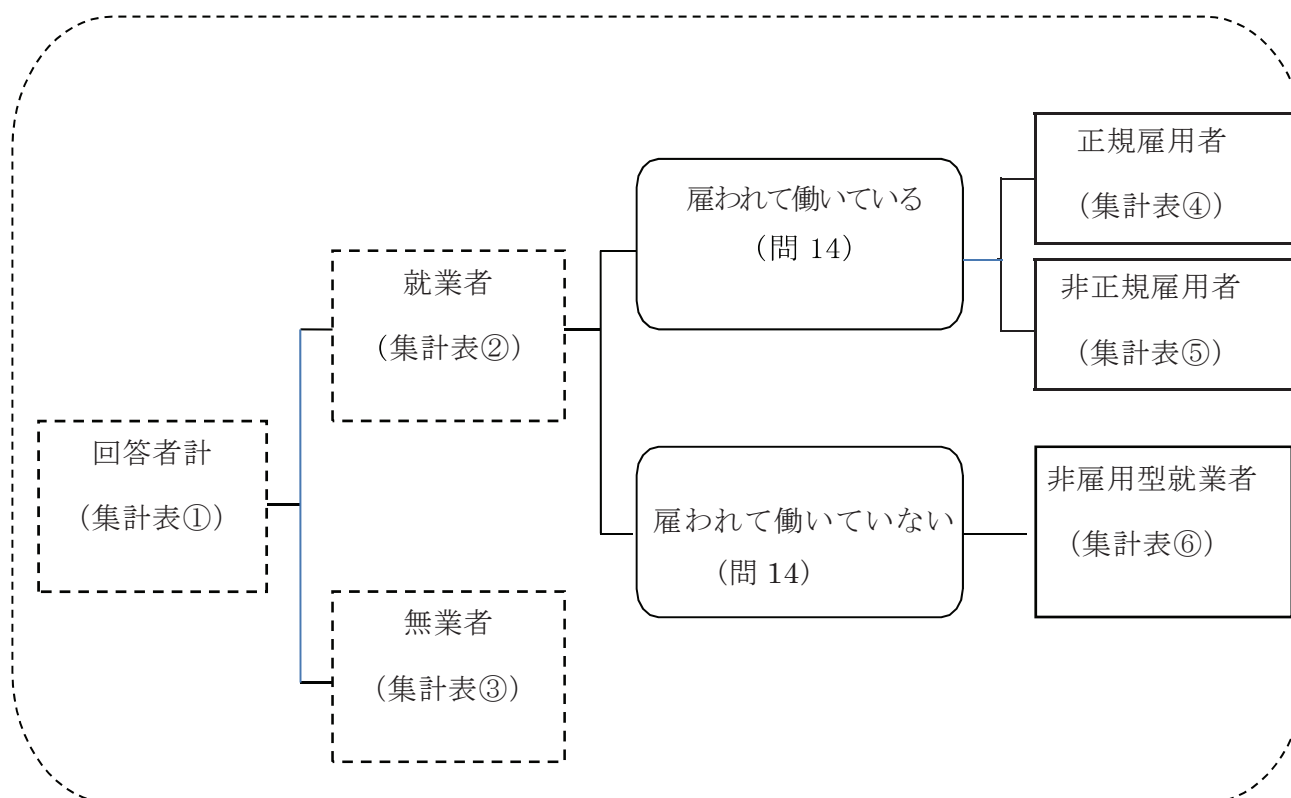 回答者計
（集計表①）
就業者
（集計表②）
無業者
（集計表③）
雇われて働いている
（問 14）
雇われて働いていない
（問 14）
正規雇用者
（集計表④）
非正規雇用者
（集計表⑤）
非雇用型就業者
（集計表⑥）